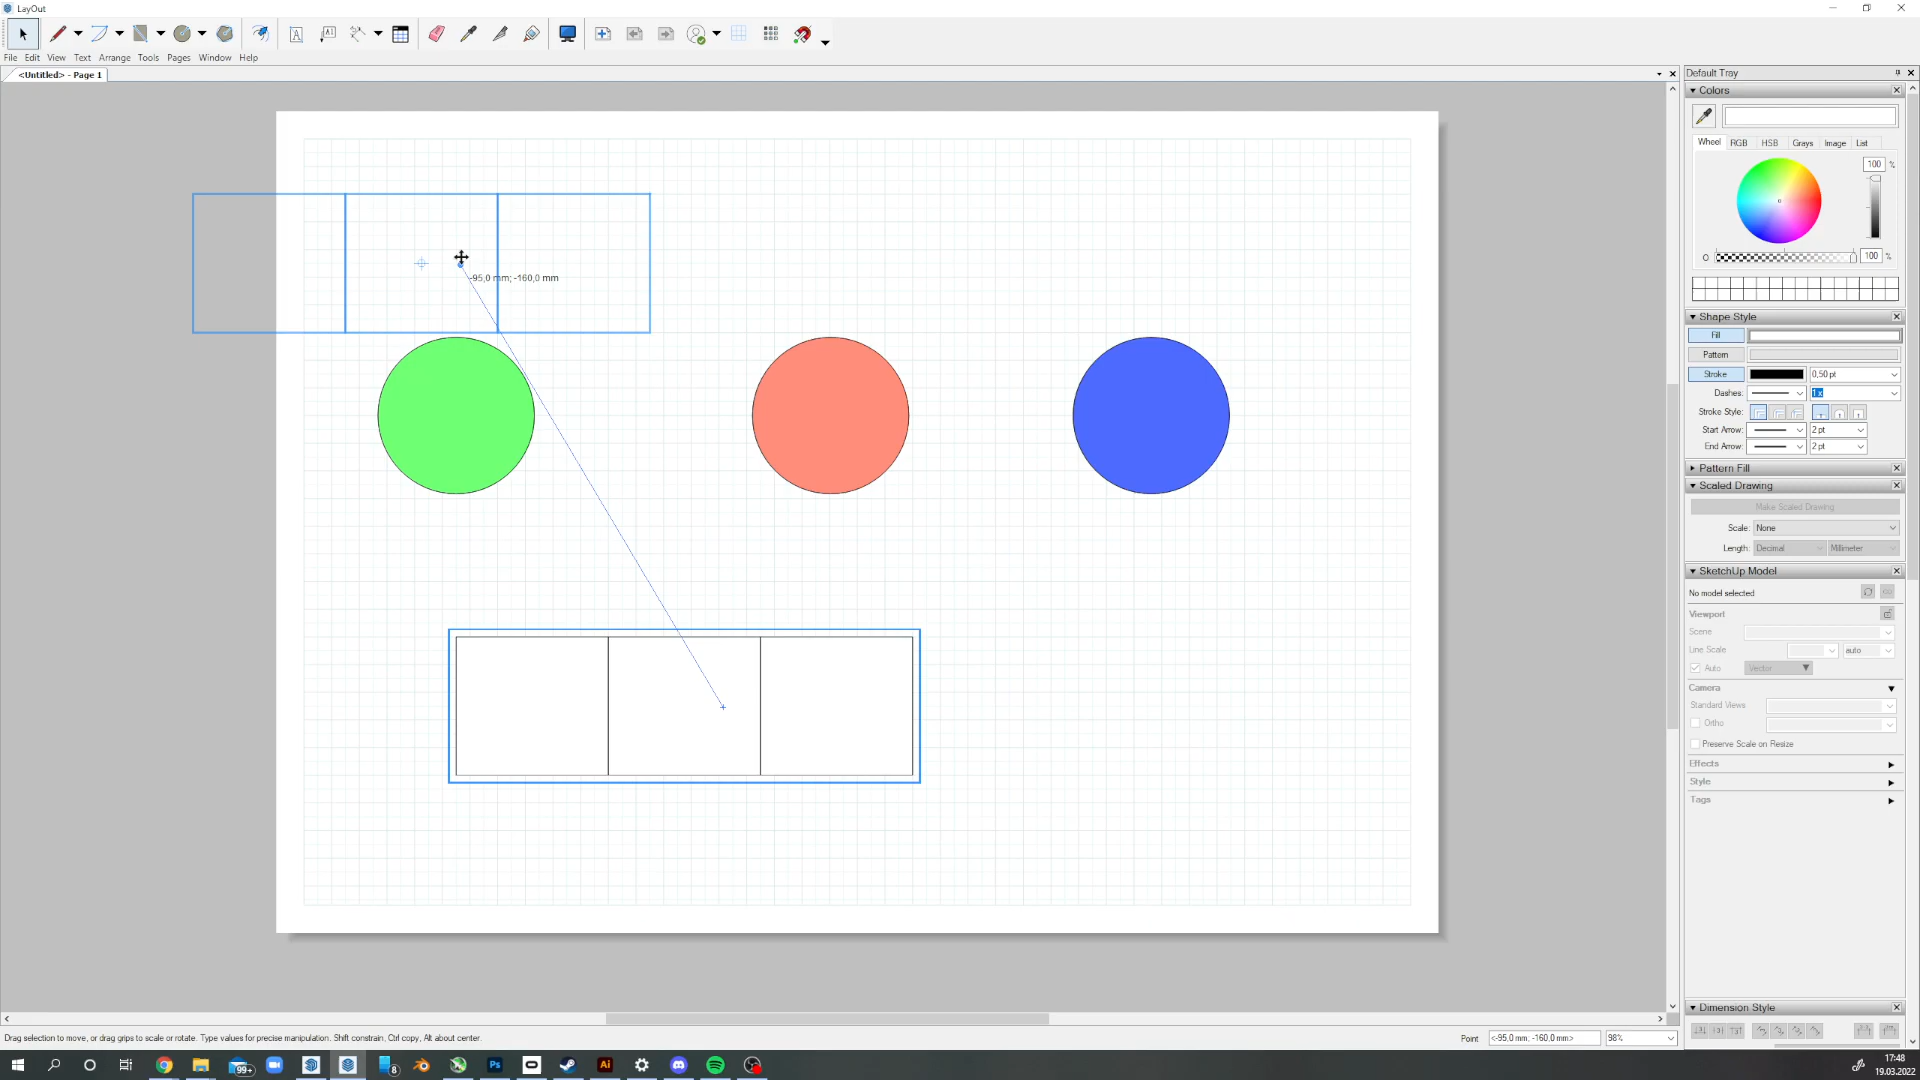 LayOut
File Edit View Text Arrange Tools Pages Window Help
<Untitled> - Page 1
Default Tray
Colors
Wheel RGB HSB Grays Image List
100 %
100 %
-95,0 mm; -160,0 mm
Shape Style
Fill
Pattern
Stroke 0,50 pt
Dashes: 1x
Stroke Style:
Start Arrow: 2 pt
End Arrow: 2 pt
Pattern Fill
Scaled Drawing
Make Scaled Drawing
Scale: None
Length: Decimal Millimeter
SketchUp Model
No model selected
Viewport
Scene
Line Scale auto
Auto Vector
Camera
Standard Views
Ortho
Preserve Scale on Resize
Effects
Style
Tags
Dimension Style
Drag selection to move, or drag grips to scale or rotate. Type values for precise manipulation. Shift constrain, Ctrl copy, Alt about center.
Point <-95,0 mm; -160,0 mm> 98%
99+
8
Ps
Ai
17:48
19.03.2022